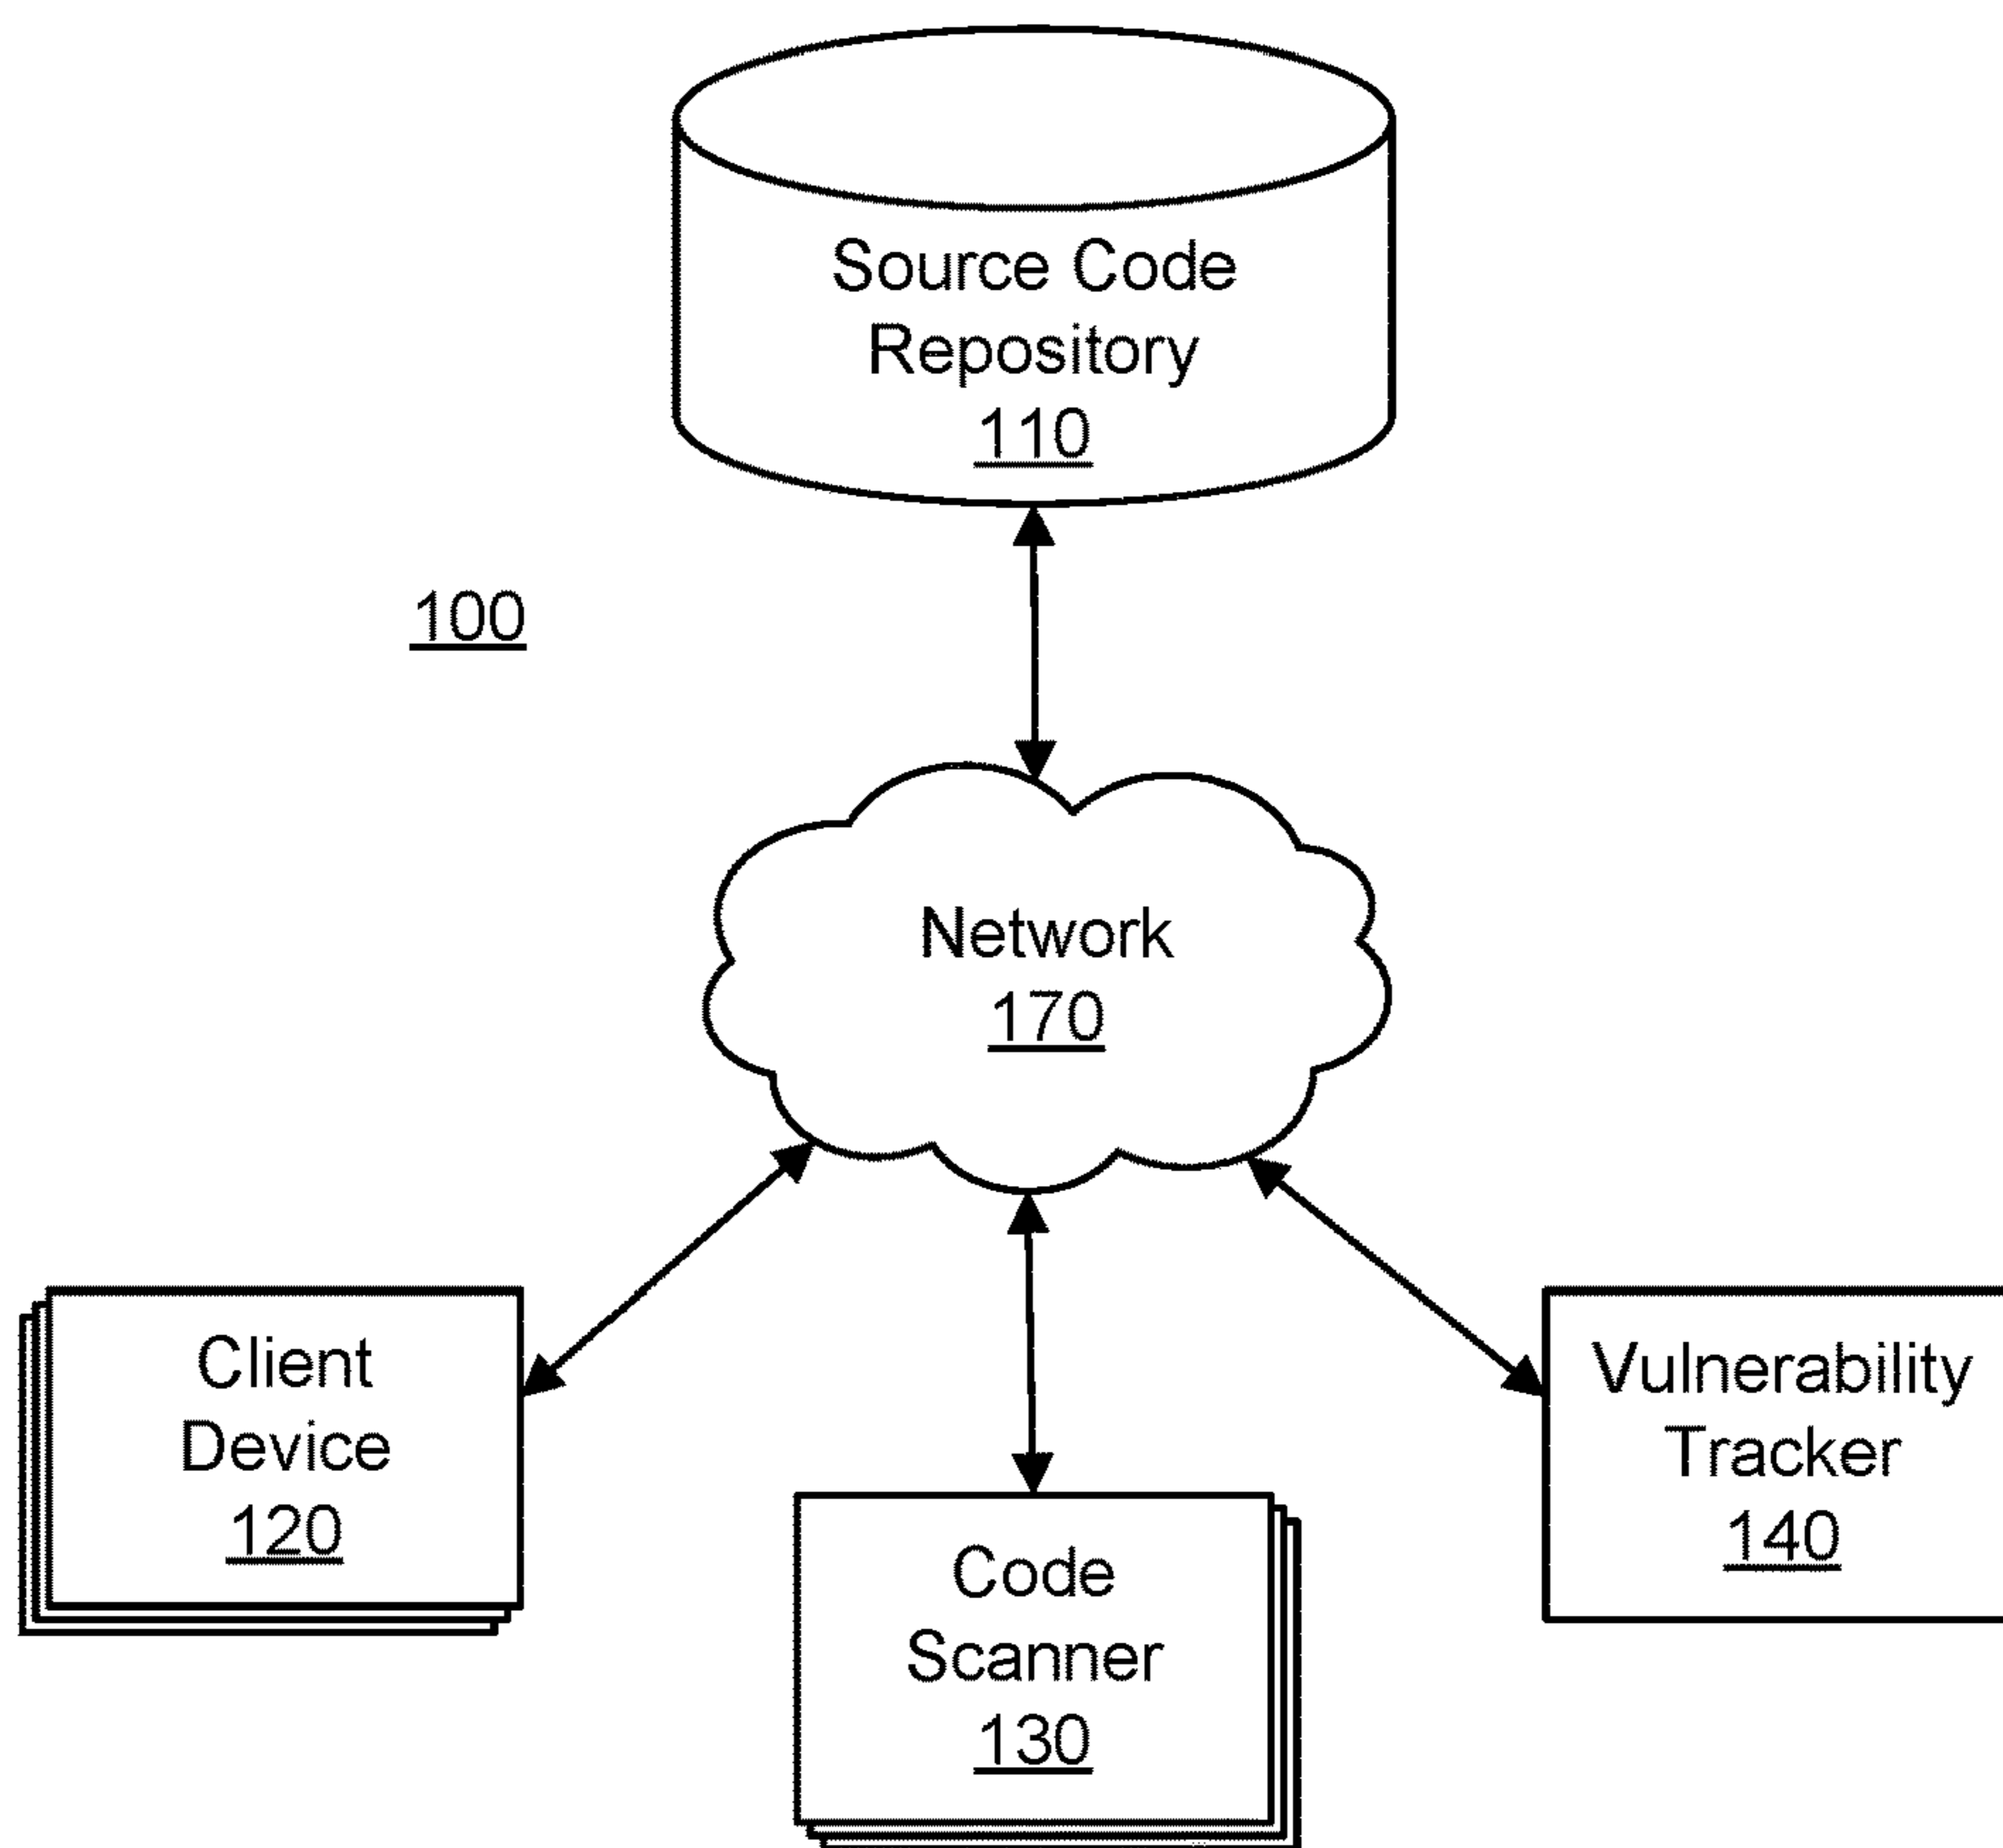 Source Code
Repository
110
100
Network
170
Client
Device
120
Vulnerability
Tracker
140
Code
Scanner
130